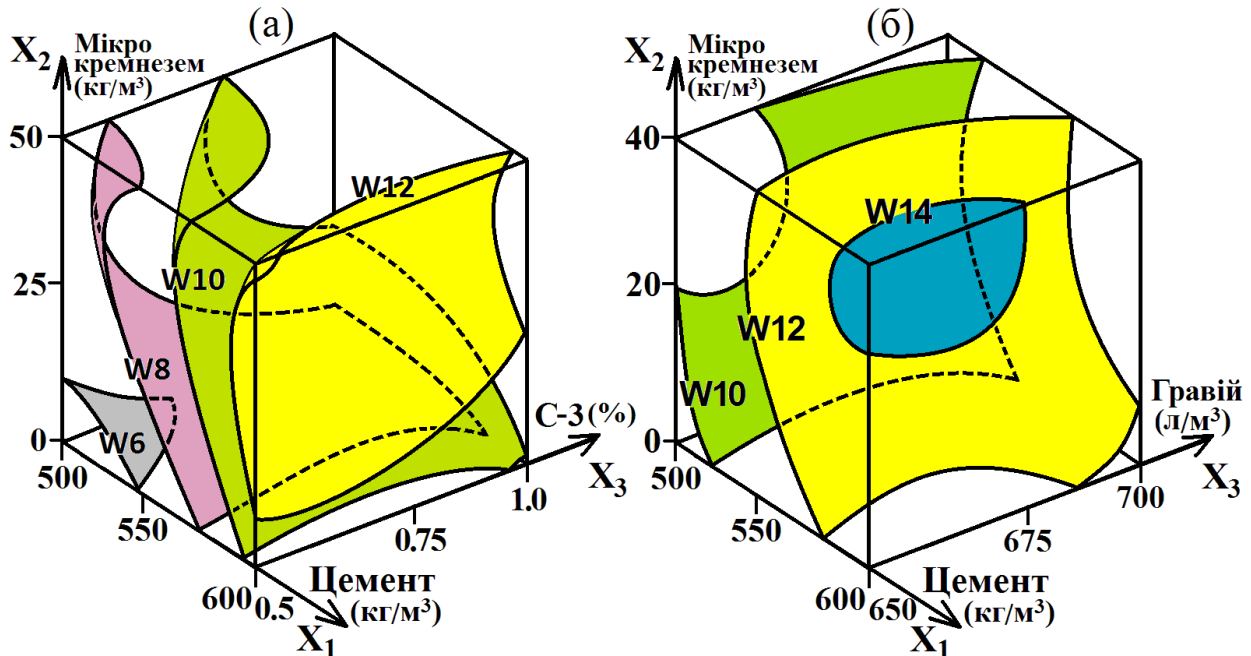 (а)
X2
Мікро
кремнезем
(кг/м³)
50
25
0
500
550
600
0.5
0.75
1.0
W12
W10
W8
W6
С-3 (%)
X3
Цемент
(кг/м³)
X1
(б)
X2
Мікро
кремнезем
(кг/м³)
40
20
0
500
550
600
650
675
700
W14
W12
W10
Гравій
(л/м³)
X3
Цемент
(кг/м³)
X1